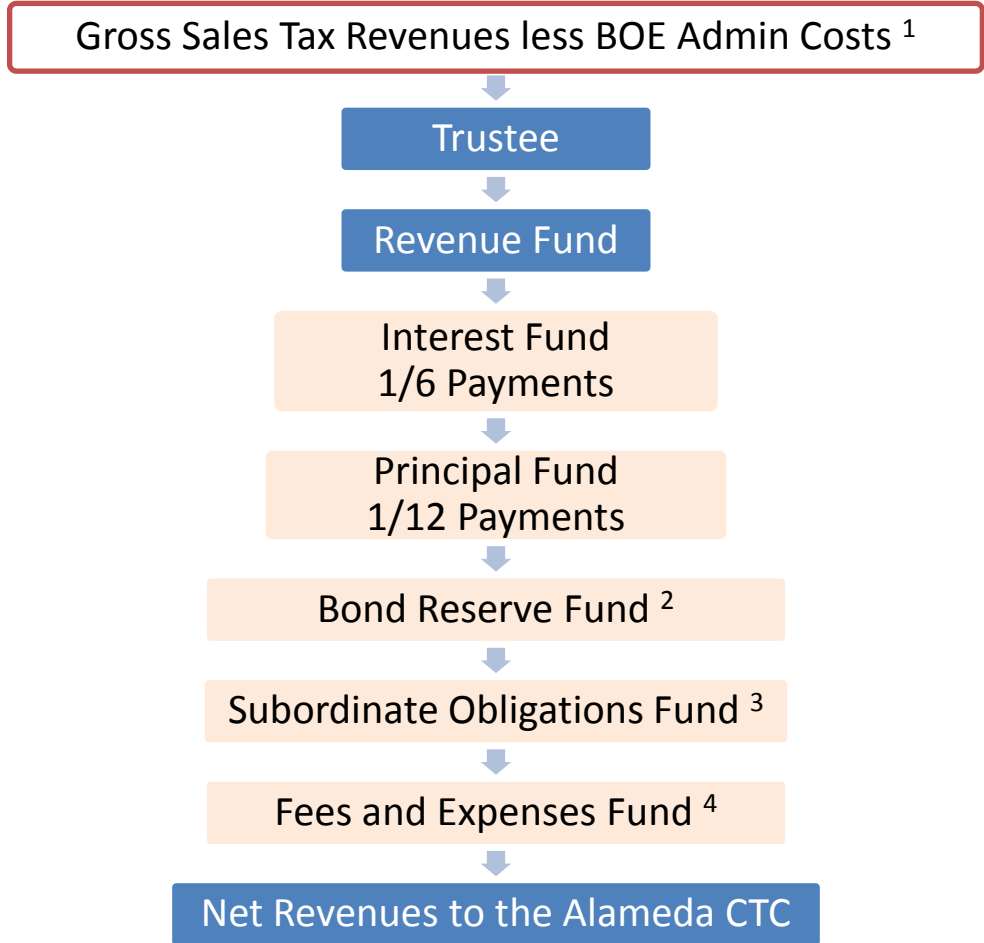 Gross Sales Tax Revenues less BOE Admin Costs ¹
Trustee
Revenue Fund
Interest Fund
1/6 Payments
Principal Fund
1/12 Payments
Bond Reserve Fund ²
Subordinate Obligations Fund ³
Fees and Expenses Fund ⁴
Net Revenues to the Alameda CTC